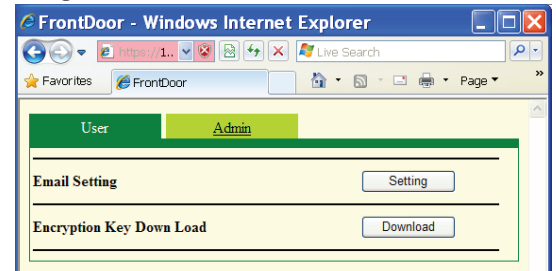 FrontDoor - Windows Internet Explorer
https://1.. Live Search
Favorites FrontDoor Page »
User Admin
Email Setting Setting
Encryption Key Down Load Download